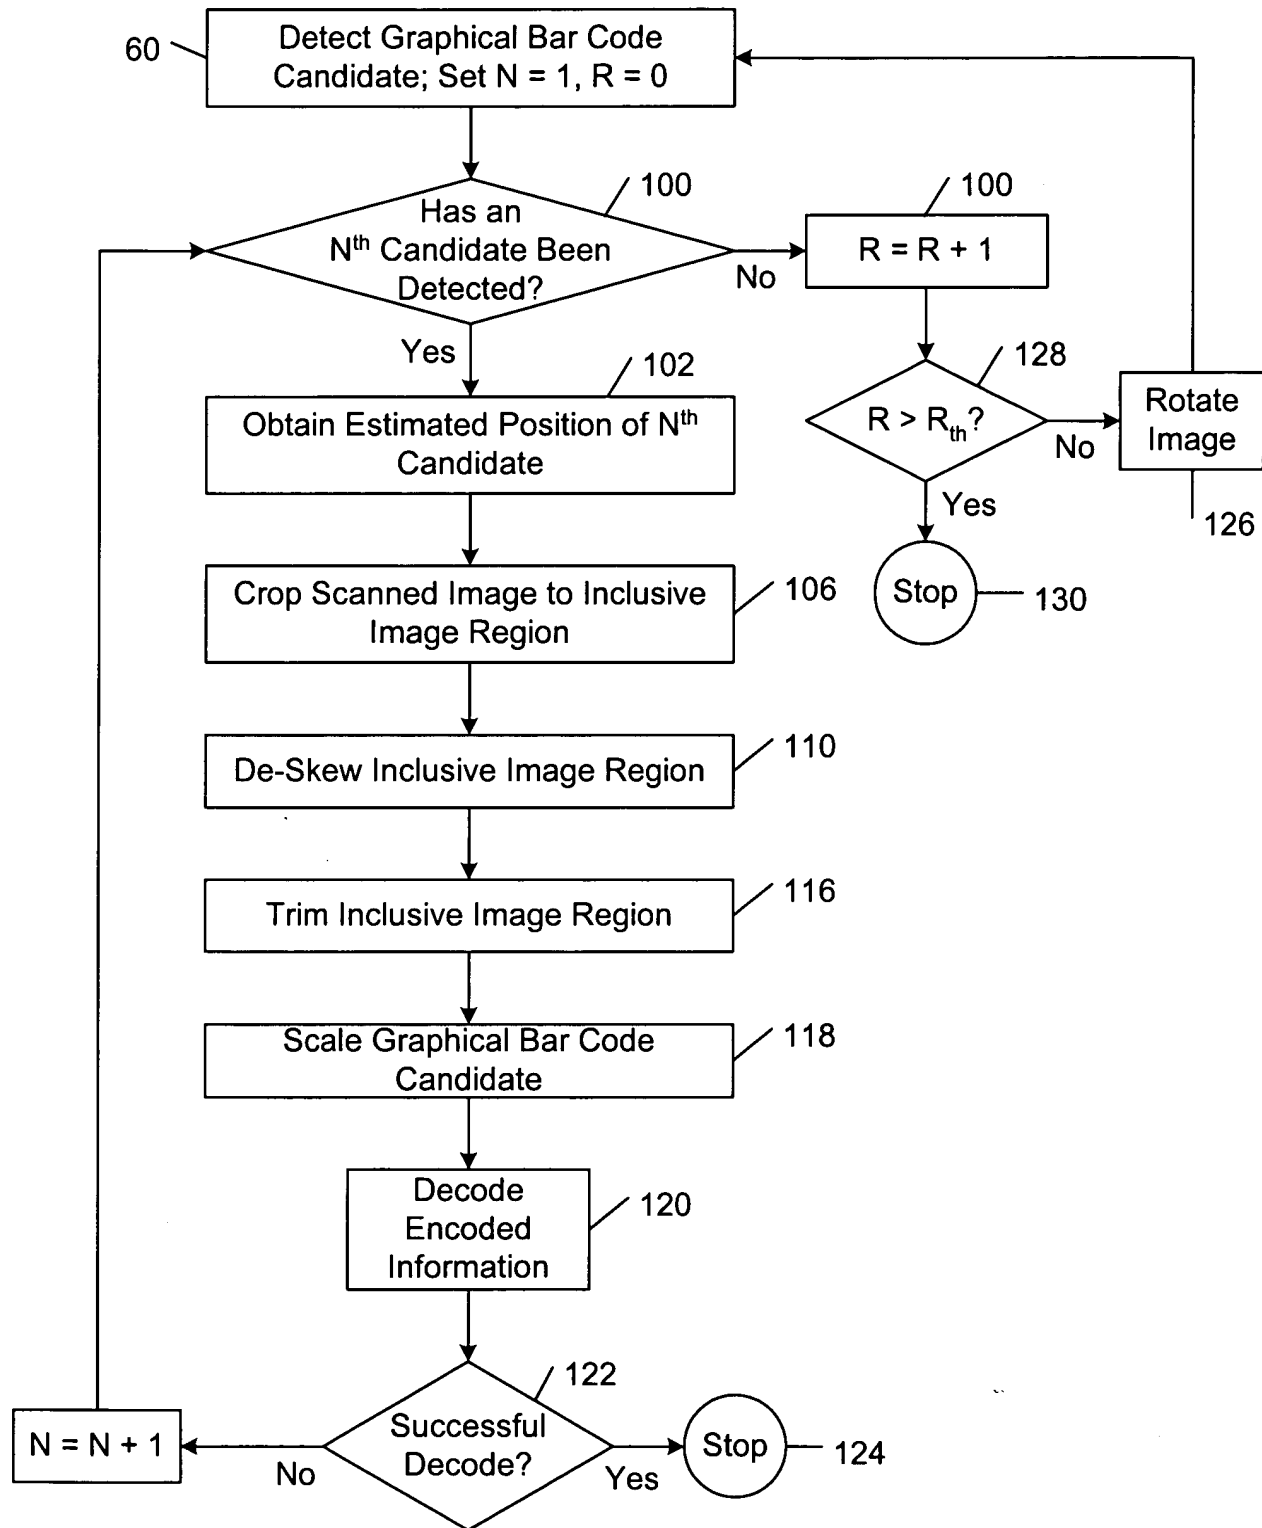 60
Detect Graphical Bar Code
Candidate; Set N = 1, R = 0
100
Has an
Nth Candidate Been
Detected?
No
Yes
100
R = R + 1
128
R > Rth?
No
Yes
Rotate
Image
126
Stop
130
102
Obtain Estimated Position of Nth
Candidate
Crop Scanned Image to Inclusive
Image Region
106
De-Skew Inclusive Image Region
110
Trim Inclusive Image Region
116
Scale Graphical Bar Code
Candidate
118
Decode
Encoded
Information
120
122
Successful
Decode?
No
Yes
N = N + 1
Stop
124